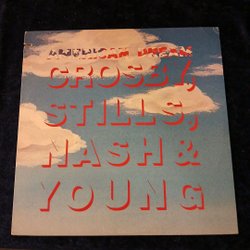 AMERICAN DREAM
CROSBY,
STILLS,
NASH &
YOUNG